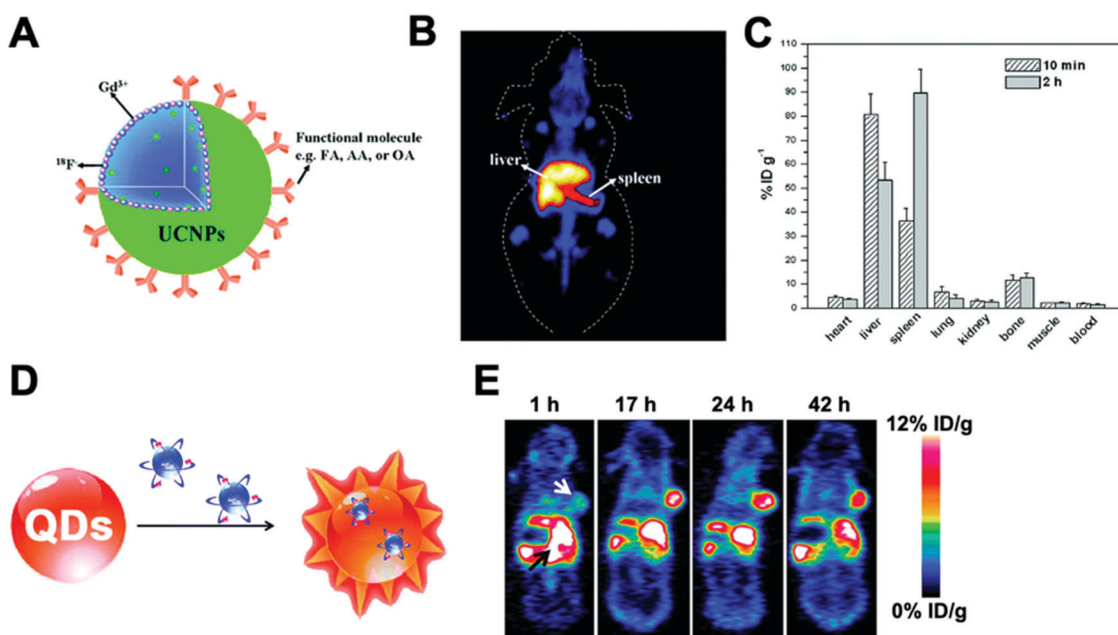 A
Gd³⁺
¹⁸F⁻
Functional molecule
e.g. FA, AA, or OA
UCNPs
B
liver
spleen
C
% ID g⁻¹
110
100
90
80
70
60
50
40
30
20
10
0
10 min
2 h
heart
liver
spleen
lung
kidney
bone
muscle
blood
D
QDs
E
1 h
17 h
24 h
42 h
12% ID/g
0% ID/g